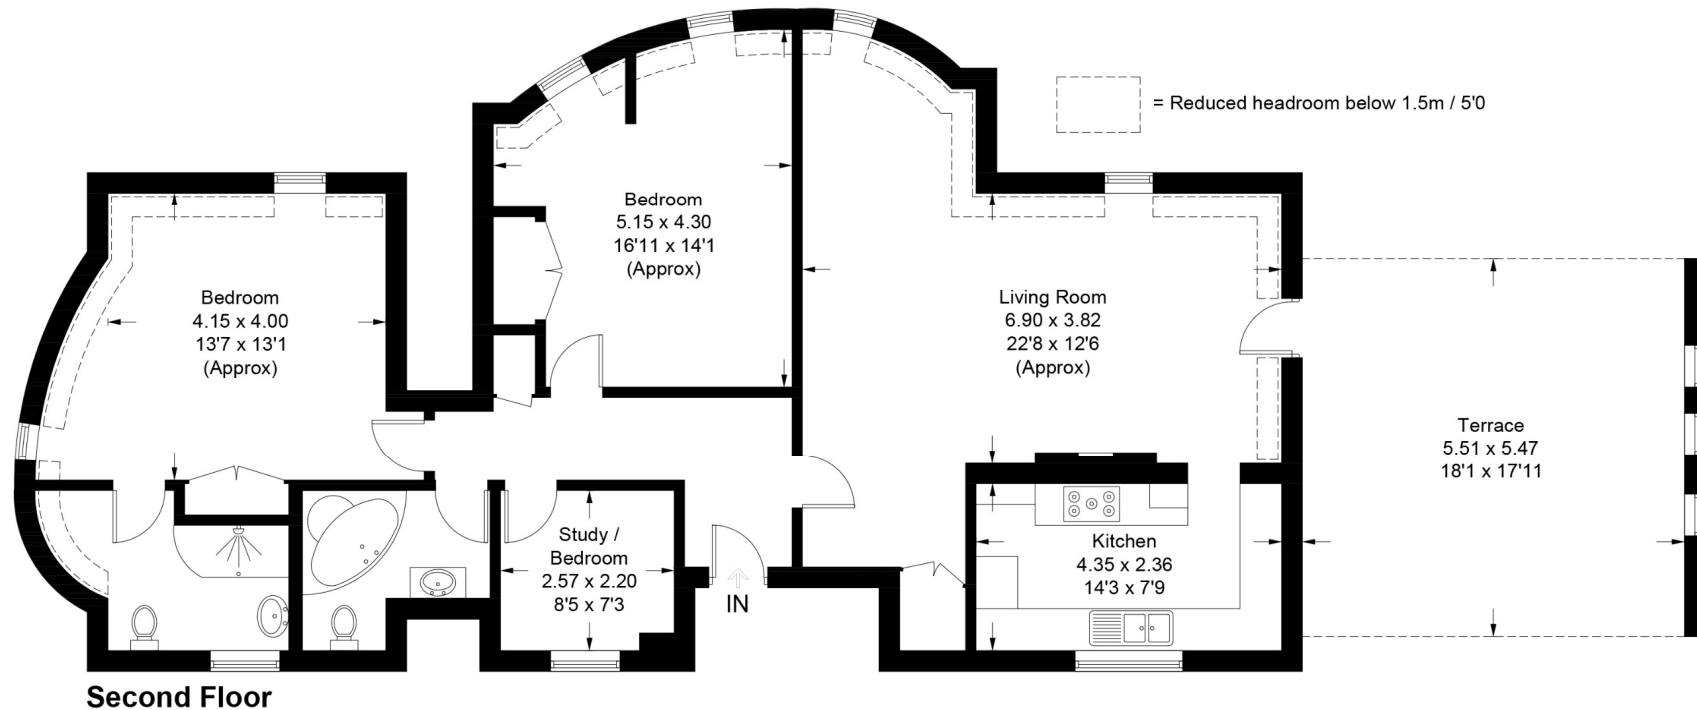 = Reduced headroom below 1.5m / 5'0
Bedroom
5.15 x 4.30
16'11 x 14'1
(Approx)
Bedroom
4.15 x 4.00
13'7 x 13'1
(Approx)
Living Room
6.90 x 3.82
22'8 x 12'6
(Approx)
Terrace
5.51 x 5.47
18'1 x 17'11
Study /
Bedroom
2.57 x 2.20
8'5 x 7'3
Kitchen
4.35 x 2.36
14'3 x 7'9
IN
Second Floor